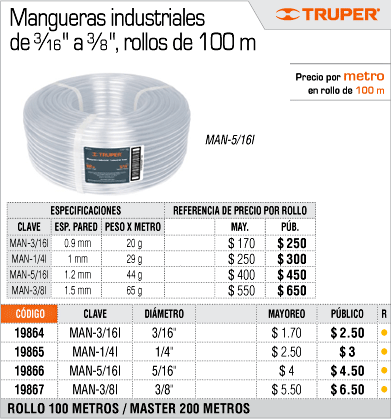 Mangueras industriales
de 3/16" a 3/8", rollos de 100 m
TRUPER®
Precio por metro
en rollo de 100 m
TRUPER
MAN-5/16I
ESPECIFICACIONES REFERENCIA DE PRECIO POR ROLLO
CLAVE ESP. PARED PESO X METRO MAY. PÚB.
MAN-3/16I 0.9 mm 20 g $ 170 $ 250
MAN-1/4I 1 mm 29 g $ 250 $ 300
MAN-5/16I 1.2 mm 44 g $ 400 $ 450
MAN-3/8I 1.5 mm 65 g $ 550 $ 650
CÓDIGO CLAVE DIÁMETRO MAYOREO PÚBLICO R
19864 MAN-3/16I 3/16" $ 1.70 $ 2.50
19865 MAN-1/4I 1/4" $ 2.50 $ 3
19866 MAN-5/16I 5/16" $ 4 $ 4.50
19867 MAN-3/8I 3/8" $ 5.50 $ 6.50
ROLLO 100 METROS / MASTER 200 METROS